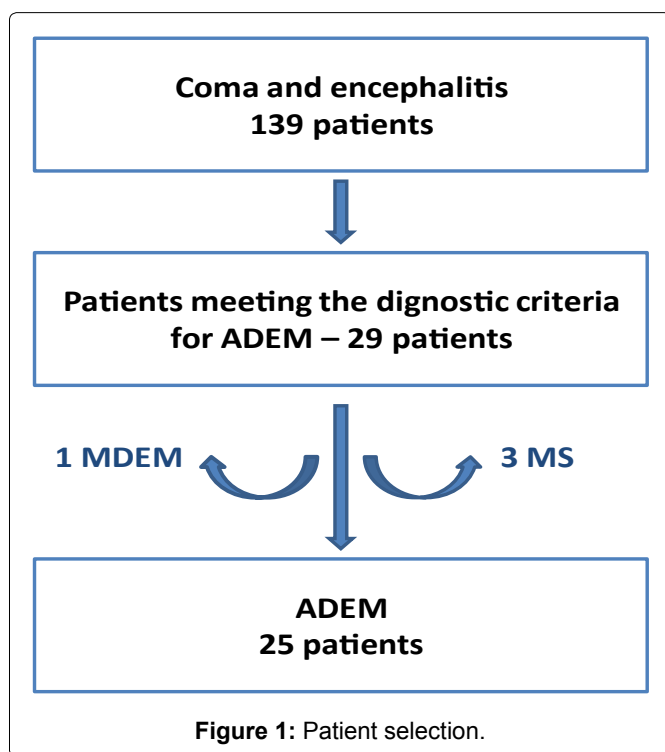 Coma and encephalitis
139 patients
Patients meeting the dignostic criteria
for ADEM – 29 patients
1 MDEM
3 MS
ADEM
25 patients
Figure 1: Patient selection.